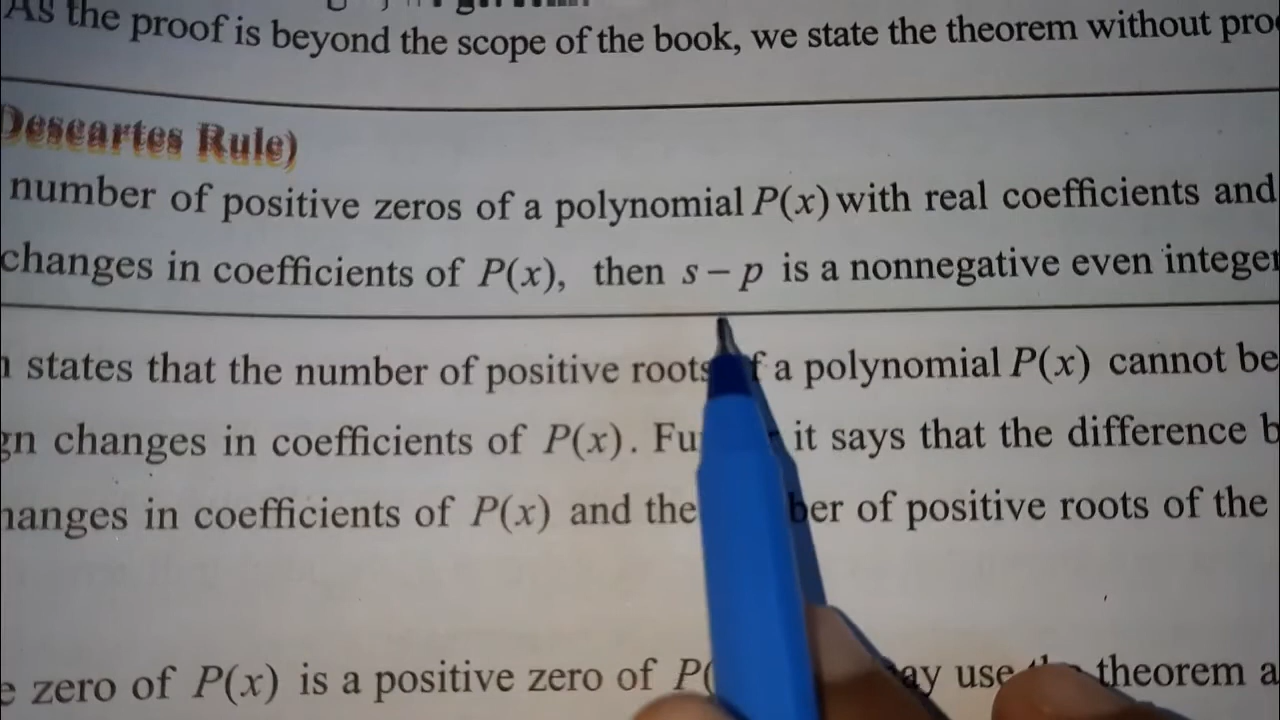 As the proof is beyond the scope of the book, we state the theorem without pro
Descartes Rule)
number of positive zeros of a polynomial P(x) with real coefficients and
changes in coefficients of P(x), then s − p is a nonnegative even integer
states that the number of positive roots of a polynomial P(x) cannot be
gn changes in coefficients of P(x). Fu it says that the difference b
hanges in coefficients of P(x) and the ber of positive roots of the
e zero of P(x) is a positive zero of P( ay use the theorem a